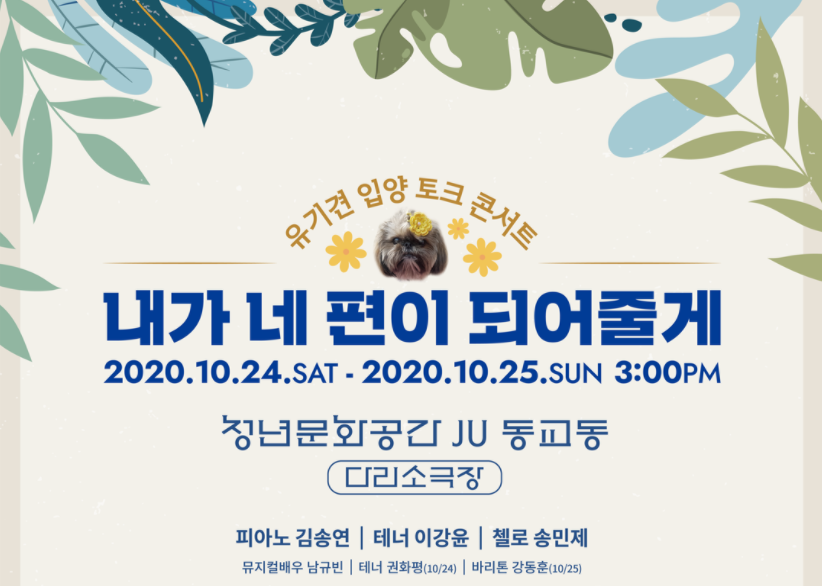 유기견 입양 토크 콘서트
내가 네 편이 되어줄게
2020.10.24.SAT - 2020.10.25.SUN 3:00PM
청년문화공간 JU 동교동
다리소극장
피아노 김송연 | 테너 이강윤 | 첼로 송민제
뮤지컬배우 남규빈 | 테너 권화평(10/24) | 바리톤 강동훈(10/25)